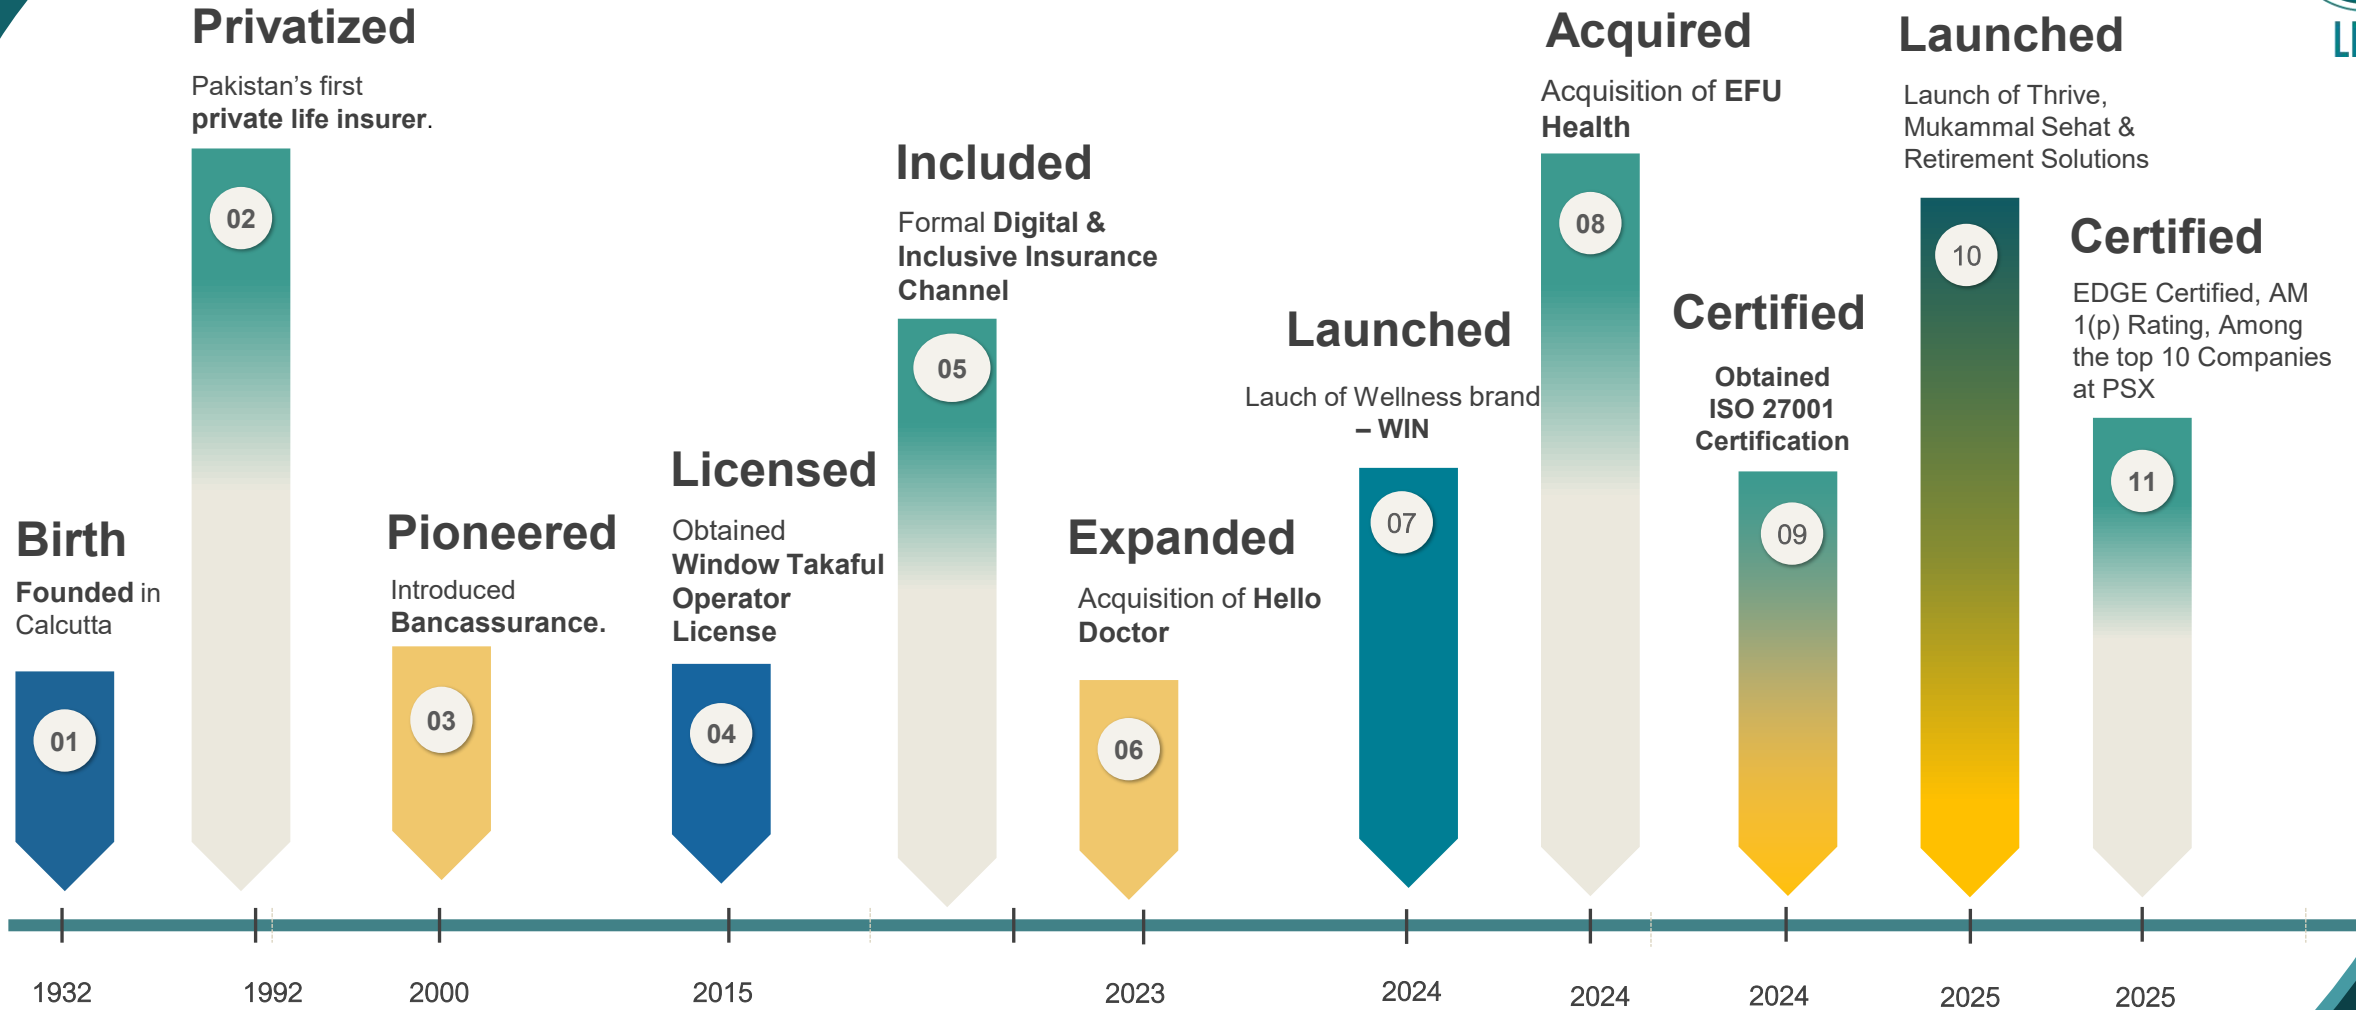 Birth
Founded in
Calcutta
01
1932
Privatized
Pakistan’s first
private life insurer.
02
1992
Pioneered
Introduced
Bancassurance.
03
2000
Licensed
Obtained
Window Takaful
Operator
License
04
2015
Included
Formal Digital &
Inclusive Insurance
Channel
05
Expanded
Acquisition of Hello
Doctor
06
2023
Launched
Lauch of Wellness brand
– WIN
07
2024
Acquired
Acquisition of EFU
Health
08
2024
Certified
Obtained
ISO 27001
Certification
09
2024
Launched
Launch of Thrive,
Mukammal Sehat &
Retirement Solutions
10
2025
Certified
EDGE Certified, AM
1(p) Rating, Among
the top 10 Companies
at PSX
11
2025